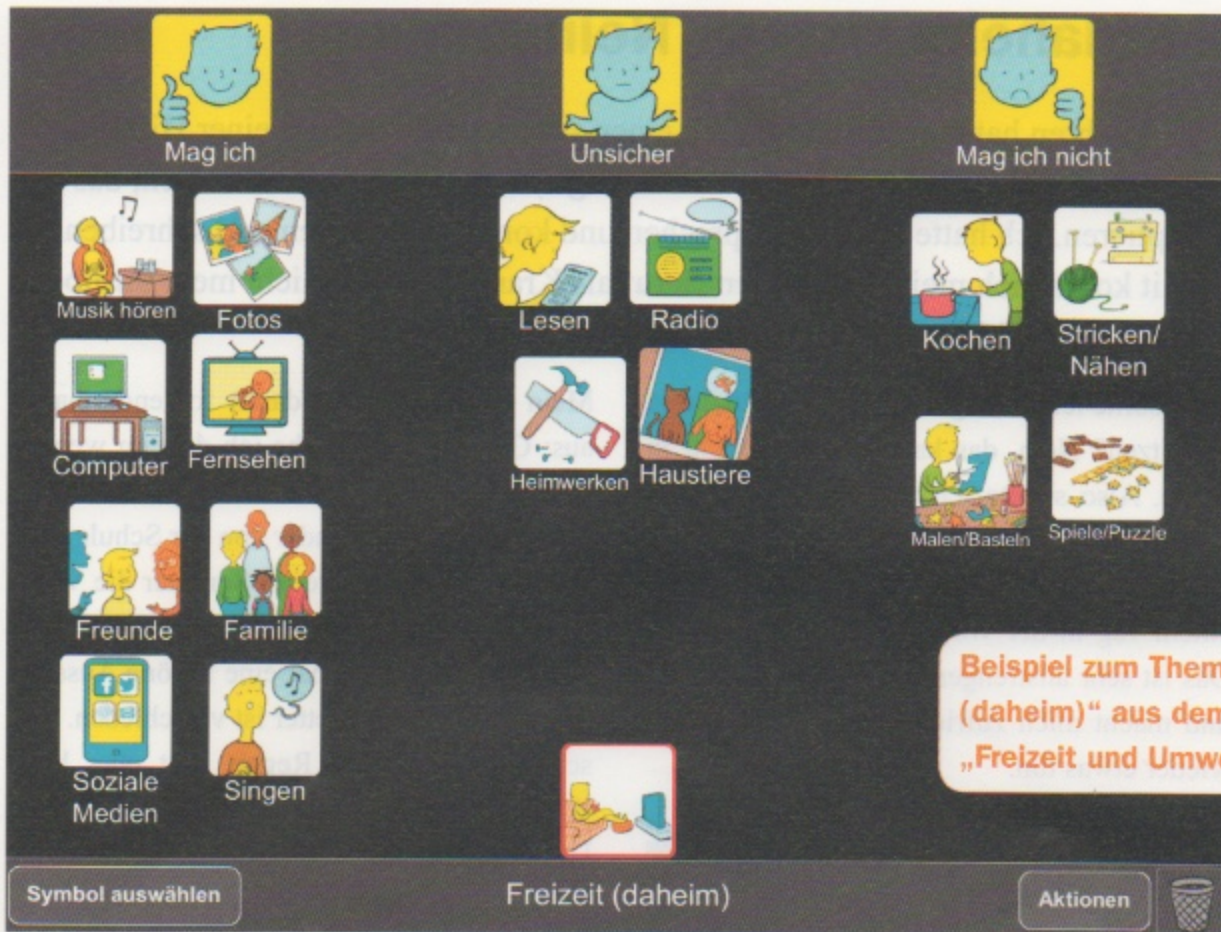 Mag ich
Unsicher
Mag ich nicht
Musik hören
Fotos
Computer
Fernsehen
Freunde
Familie
Soziale
Medien
Singen
Lesen
Radio
Heimwerken
Haustiere
Kochen
Stricken/
Nähen
Malen/Basteln
Spiele/Puzzle
Beispiel zum Them
(daheim)“ aus den
„Freizeit und Umwe
Symbol auswählen
Freizeit (daheim)
Aktionen